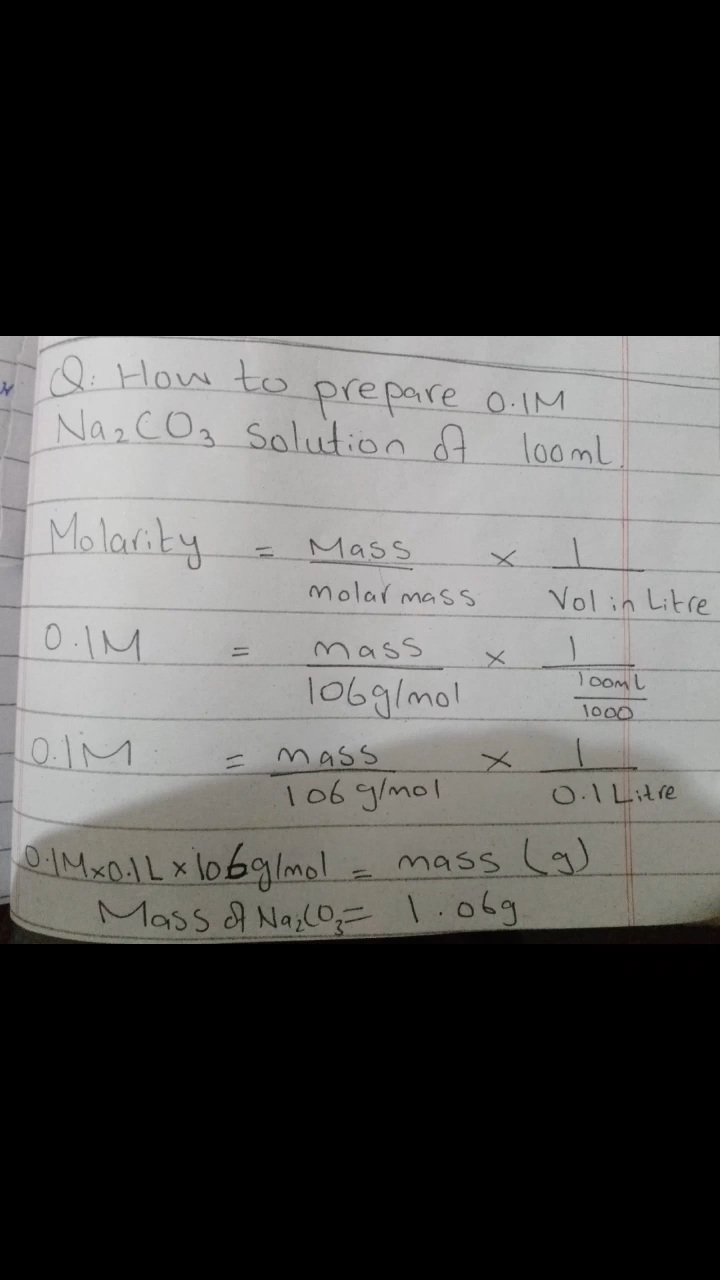 Q: How to prepare 0.1M
Na₂CO₃ solution of 100ml.
Molarity = Mass/molar mass × 1/Vol in Litre
0.1M = mass/106g/mol × 1/100ml/1000
0.1M = mass/106 g/mol × 1/0.1 Litre
0.1M×0.1L×106g/mol = mass (g)
Mass of Na₂CO₃= 1.06g